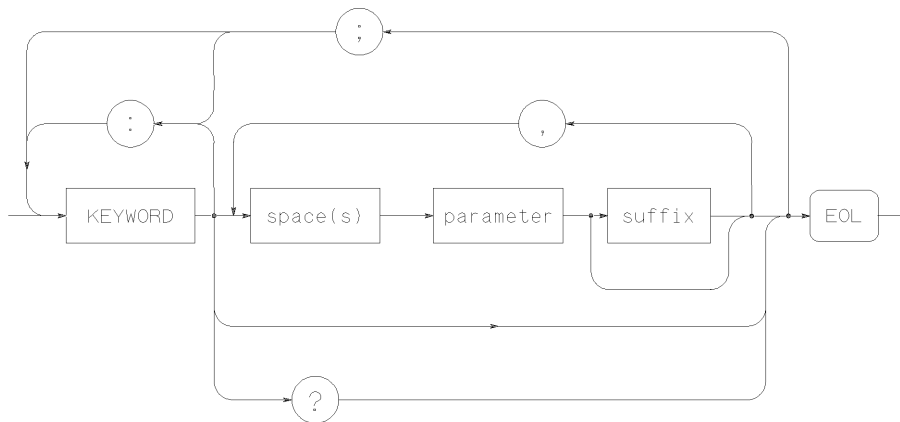 ;
:
,
KEYWORD
space(s)
parameter
suffix
EOL
?